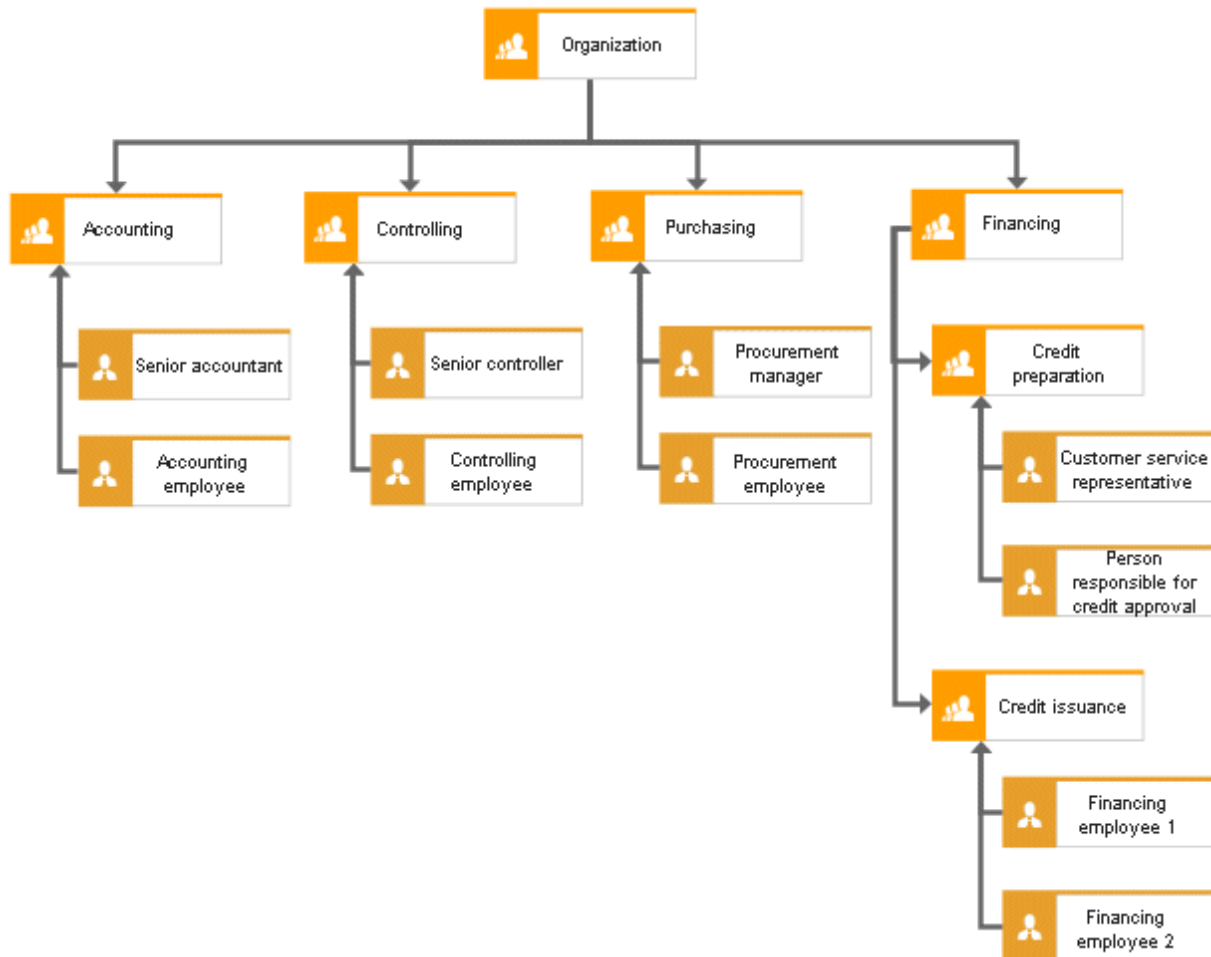 Organization
Accounting
Controlling
Purchasing
Financing
Senior accountant
Senior controller
Procurement
manager
Credit
preparation
Accounting
employee
Controlling
employee
Procurement
employee
Customer service
representative
Person
responsible for
credit approval
Credit issuance
Financing
employee 1
Financing
employee 2